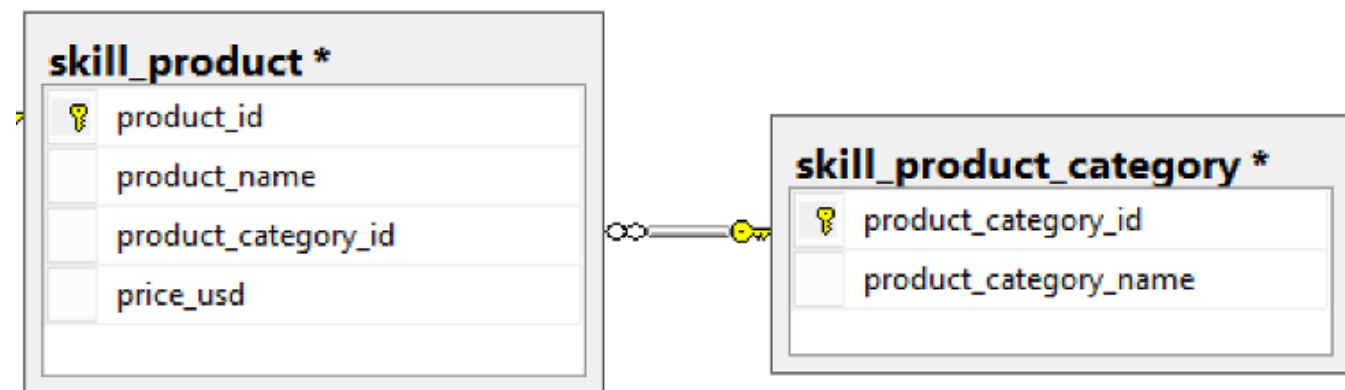 skill_product *
product_id
product_name
product_category_id
price_usd
skill_product_category *
product_category_id
product_category_name